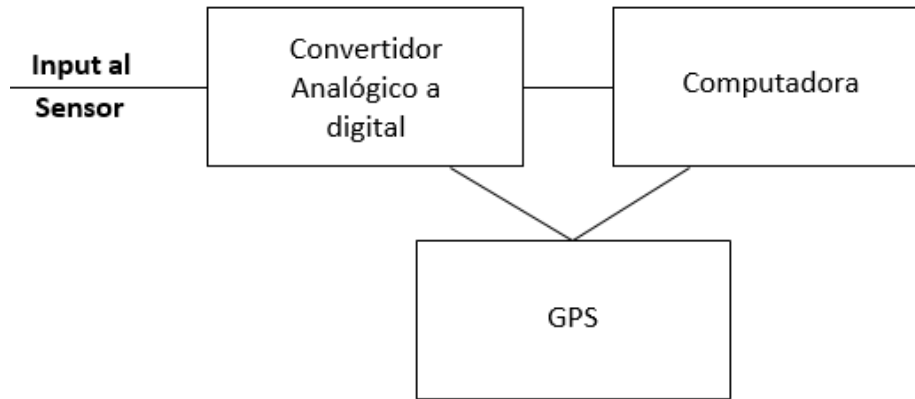 Input al
Sensor
Convertidor
Analógico a
digital
Computadora
GPS